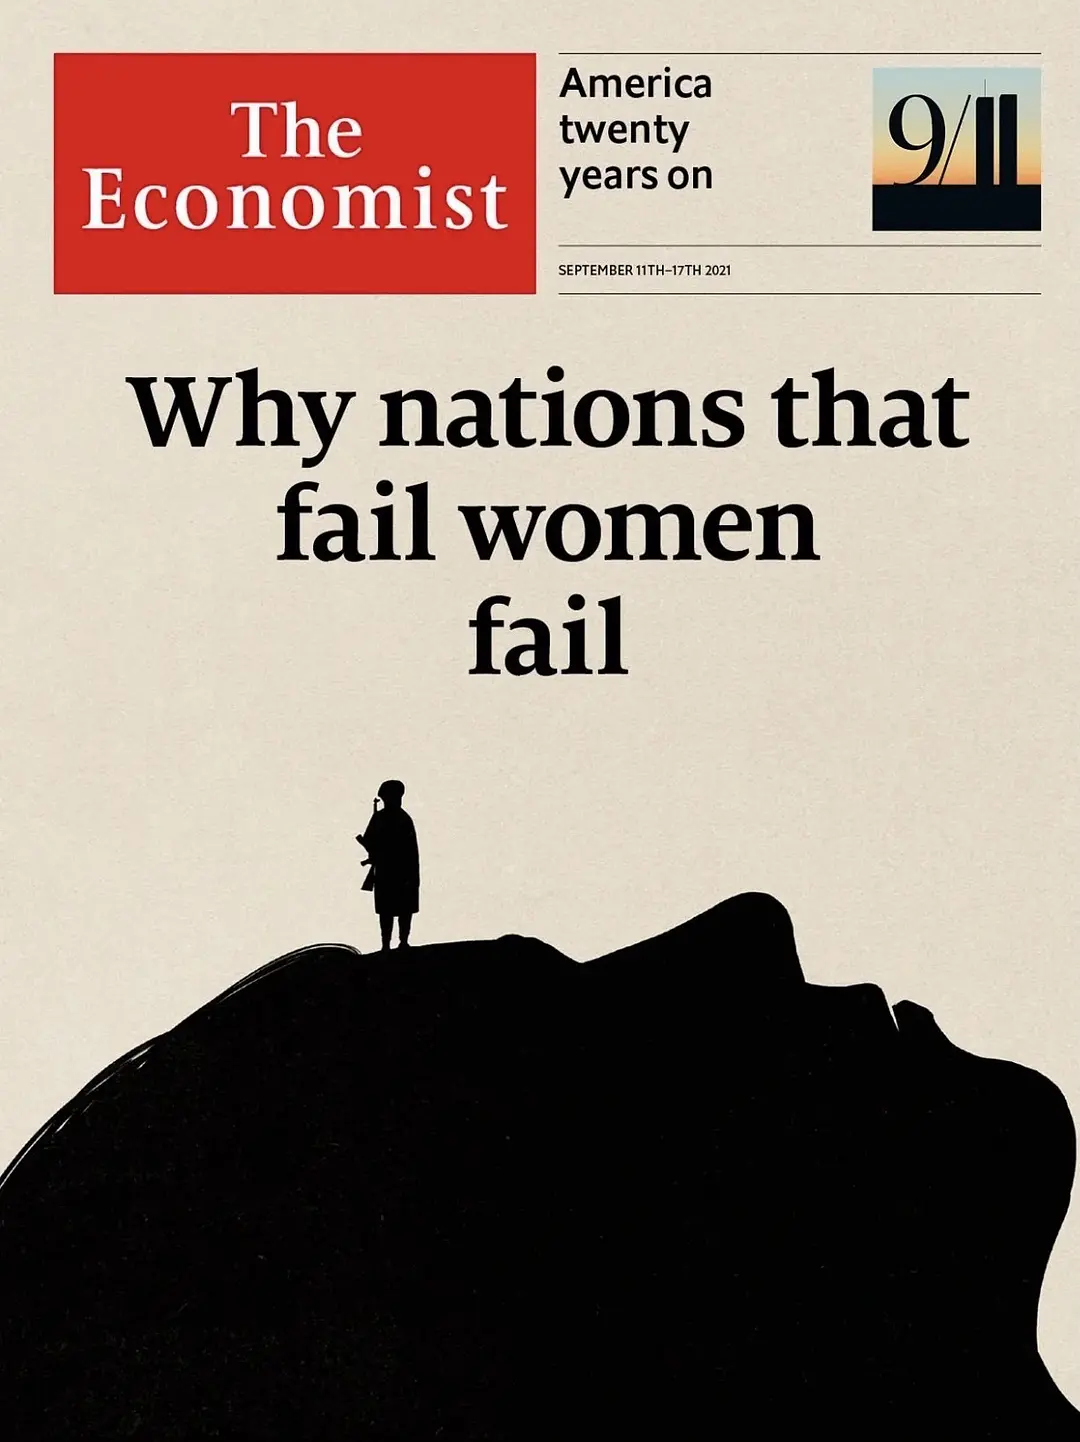 The
Economist
America
twenty
years on
9/11
SEPTEMBER 11TH–17TH 2021
Why nations that
fail women
fail